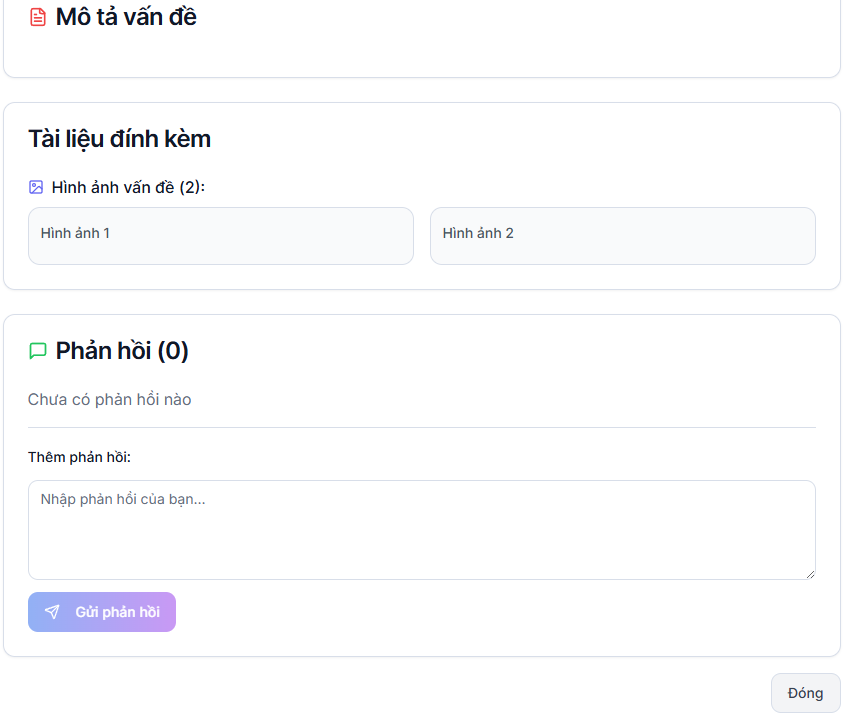 Mô tả vấn đề
Tài liệu đính kèm
Hình ảnh vấn đề (2):
Hình ảnh 1
Hình ảnh 2
Phản hồi (0)
Chưa có phản hồi nào
Thêm phản hồi:
Nhập phản hồi của bạn...
Gửi phản hồi
Đóng